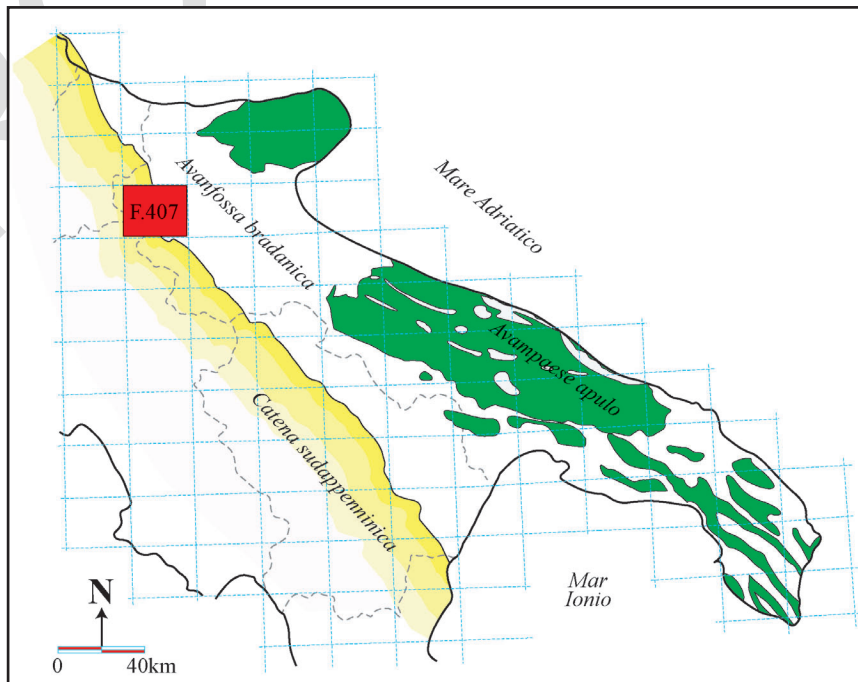 Mare Adriatico
Avanfossa bradanica
F.407
Avampaese apulo
Catena sudappenninica
Mar
Ionio
N
0 40km